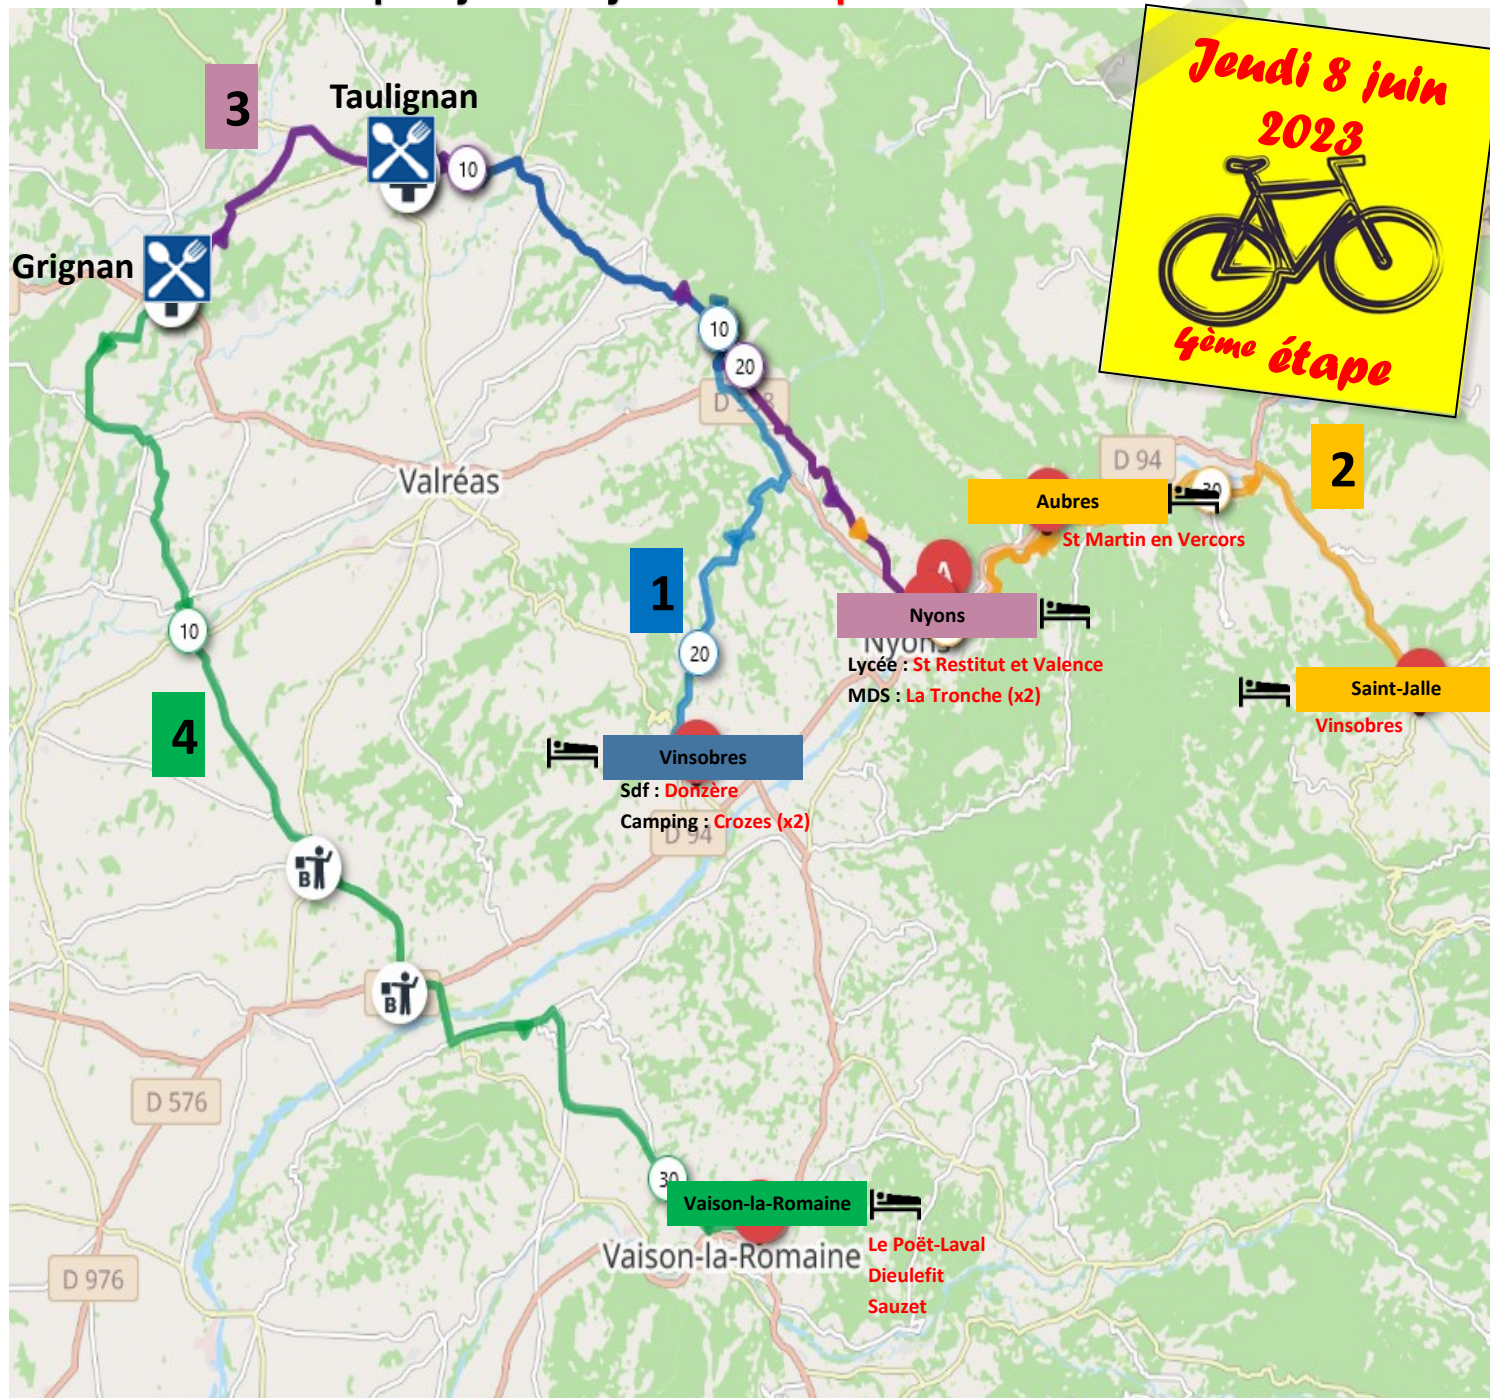 Jeudi 8 juin
2023
4ème étape
3
Taulignan
10
Grignan
10
20
Valréas
D 94
2
Aubres
St Martin en Vercors
1
A
10
Nyons
Nyons
20
Lycée : St Restitut et Valence
MDS : La Tronche (x2)
Saint-Jalle
Vinsobres
4
Vinsobres
Sdf : Donzère
Camping : Crozes (x2)
D 94
B
B
D 576
30
Vaison-la-Romaine
Vaison-la-Romaine
Le Poët-Laval
Dieulefit
Sauzet
D 976